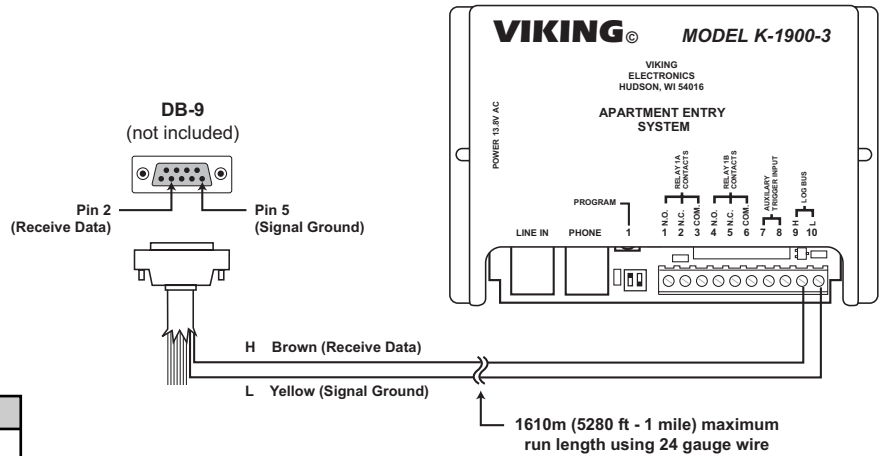 VIKING© MODEL K-1900-3
VIKING
ELECTRONICS
HUDSON, WI 54016
APARTMENT ENTRY
SYSTEM
POWER 13.8V AC
PROGRAM
1
LINE IN
PHONE
RELAY 1A
CONTACTS
RELAY 1B
CONTACTS
AUXILARY
TRIGGER INPUT
LOG BUS
N.O. N.C. COM. N.O. N.C. COM. H L
1 2 3 4 5 6 7 8 9 10
DB-9
(not included)
Pin 2
(Receive Data)
Pin 5
(Signal Ground)
H Brown (Receive Data)
L Yellow (Signal Ground)
1610m (5280 ft - 1 mile) maximum
run length using 24 gauge wire